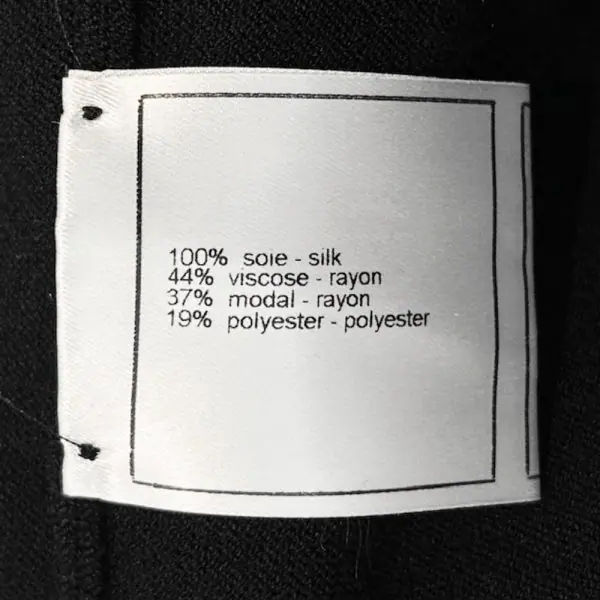 100% soie - silk
44% viscose - rayon
37% modal - rayon
19% polyester - polyester